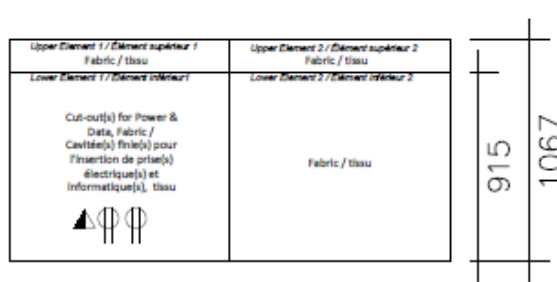 Upper Element 1 / Élément supérieur 1
Fabric / tissu
Upper Element 2 / Élément supérieur 2
Fabric / tissu
Lower Element 1 / Élément inférieur1
Lower Element 2 / Élément inférieur 2
Cut-out(s) for Power &
Data, Fabric /
Cavitée(s) finie(s) pour
l'insertion de prise(s)
électrique(s) et
informatique(s), tissu
Fabric / tissu
915
1067